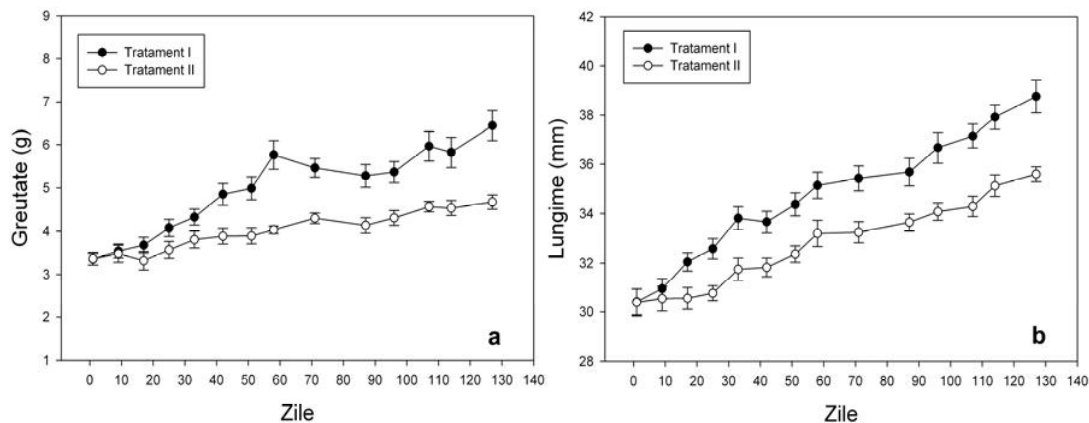 Greutate (g)
9
8
7
6
5
4
3
2
1
Tratament I
Tratament II
a
0 10 20 30 40 50 60 70 80 90 100 110 120 130 140
Zile
Lungime (mm)
42
40
38
36
34
32
30
28
Tratament I
Tratament II
b
0 10 20 30 40 50 60 70 80 90 100 110 120 130 140
Zile